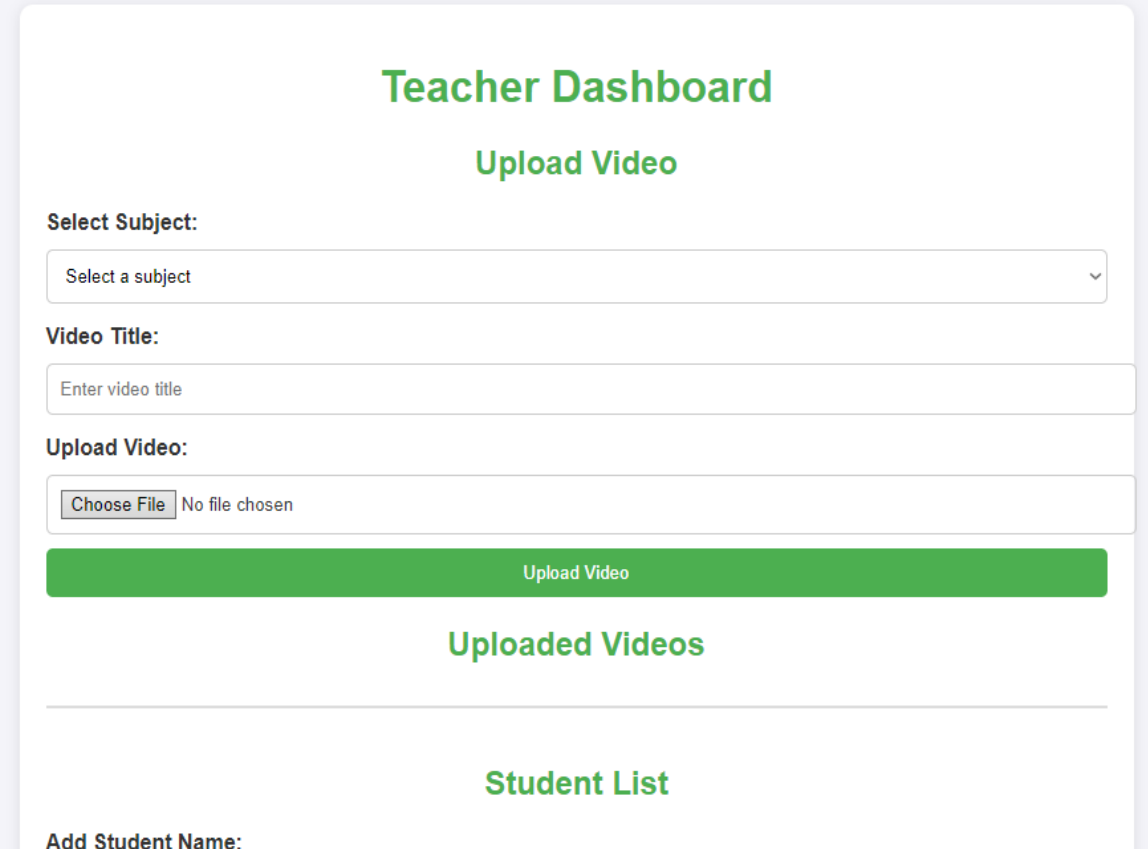 Teacher Dashboard
Upload Video
Select Subject:
Select a subject
Video Title:
Enter video title
Upload Video:
Choose File No file chosen
Upload Video
Uploaded Videos
Student List
Add Student Name: